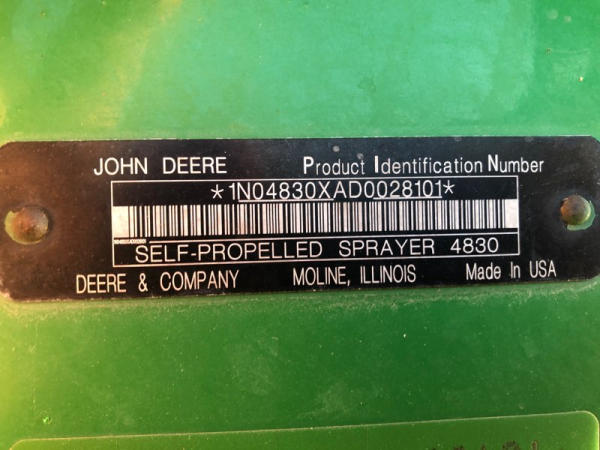 JOHN DEERE Product Identification Number
*1N04830XAD0028101*
SELF-PROPELLED SPRAYER 4830
DEERE & COMPANY MOLINE, ILLINOIS Made In USA